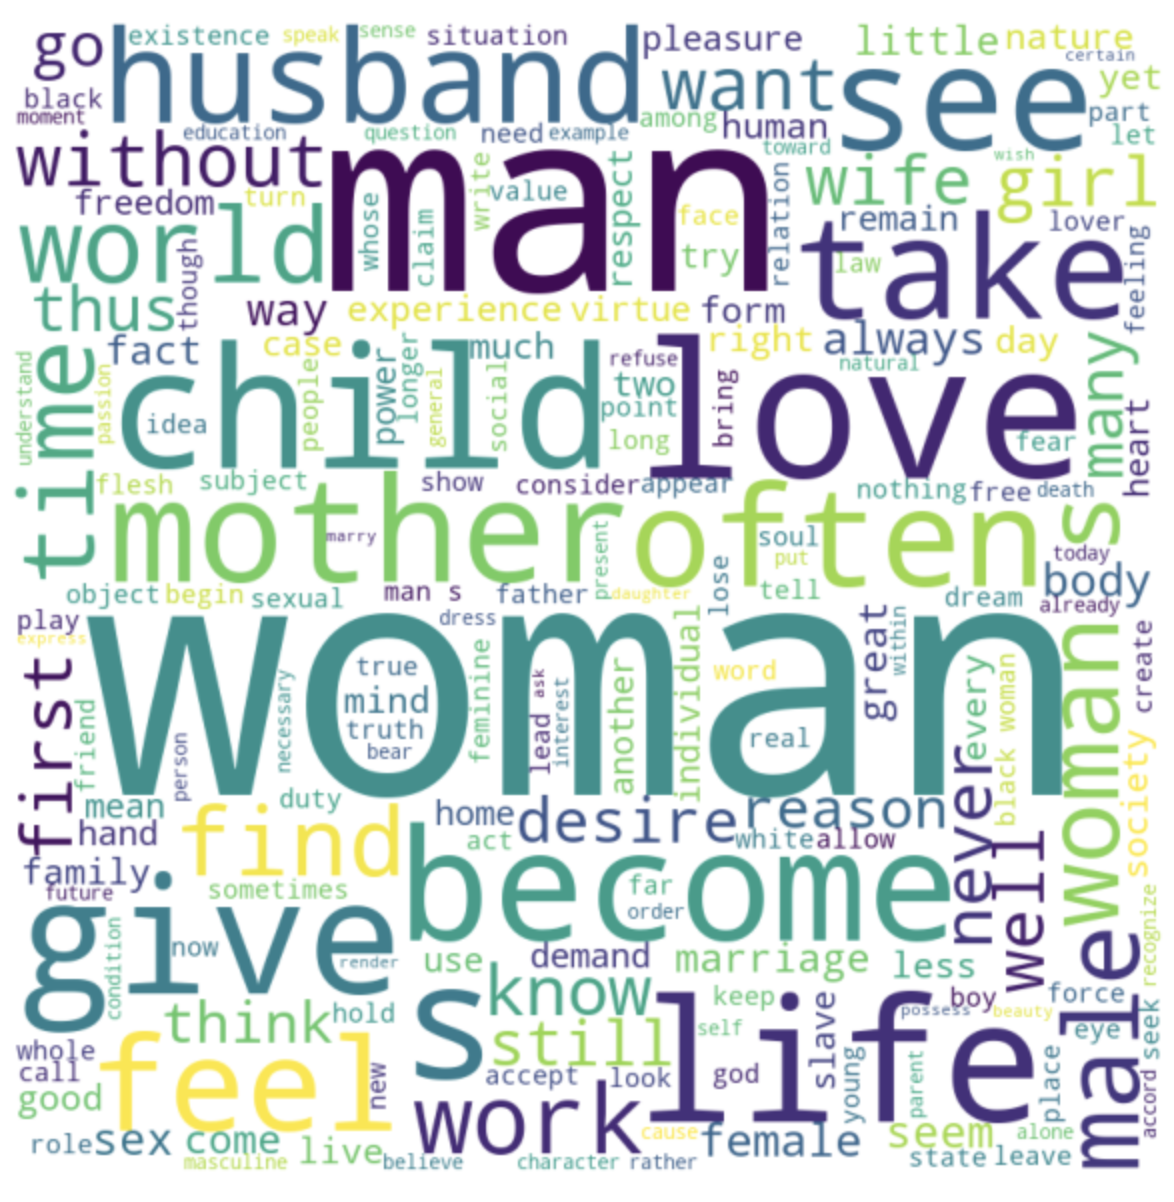 go
existence
speak
sense
situation
pleasure
little
nature
certain
husband
want
see
yet
black
moment
education
question
need
example
among
human
toward
part
let
without
man
wish
wife
girl
freedom
turn
whose
claim
write
value
respect
face
try
relation
remain
lover
world
though
law
take
feeling
thus
way
experience
virtue
form
fact
case
people
power
longer
much
general
social
refuse
right
always
day
natural
many
time
understand
passion
child
idea
two
point
long
bring
love
fear
heart
flesh
subject
show
consider
appear
nothing
free
death
mother
marry
present
often
soul
put
tell
today
body
already
s
object
begin
sexual
man s
father
daughter
lose
dream
play
express
dress
great
within
create
woman
true
mind
truth
bear
necessary
feminine
lead
ask
interest
another
individual
word
real
every
black woman
woman s
society
first
friend
person
mean
duty
hand
home
desire
reason
find
act
white
allow
never
well
family
future
sometimes
become
far
order
give
now
render
condition
use
demand
marriage
less
recognize
know
keep
boy
possess
beauty
force
male
think
hold
s
still
self
life
slave
eye
seek
whole
call
feel
new
accept
look
god
young
parent
place
accord
good
work
cause
female
seem
alone
role
sex
come
live
masculine
believe
character
rather
state
leave